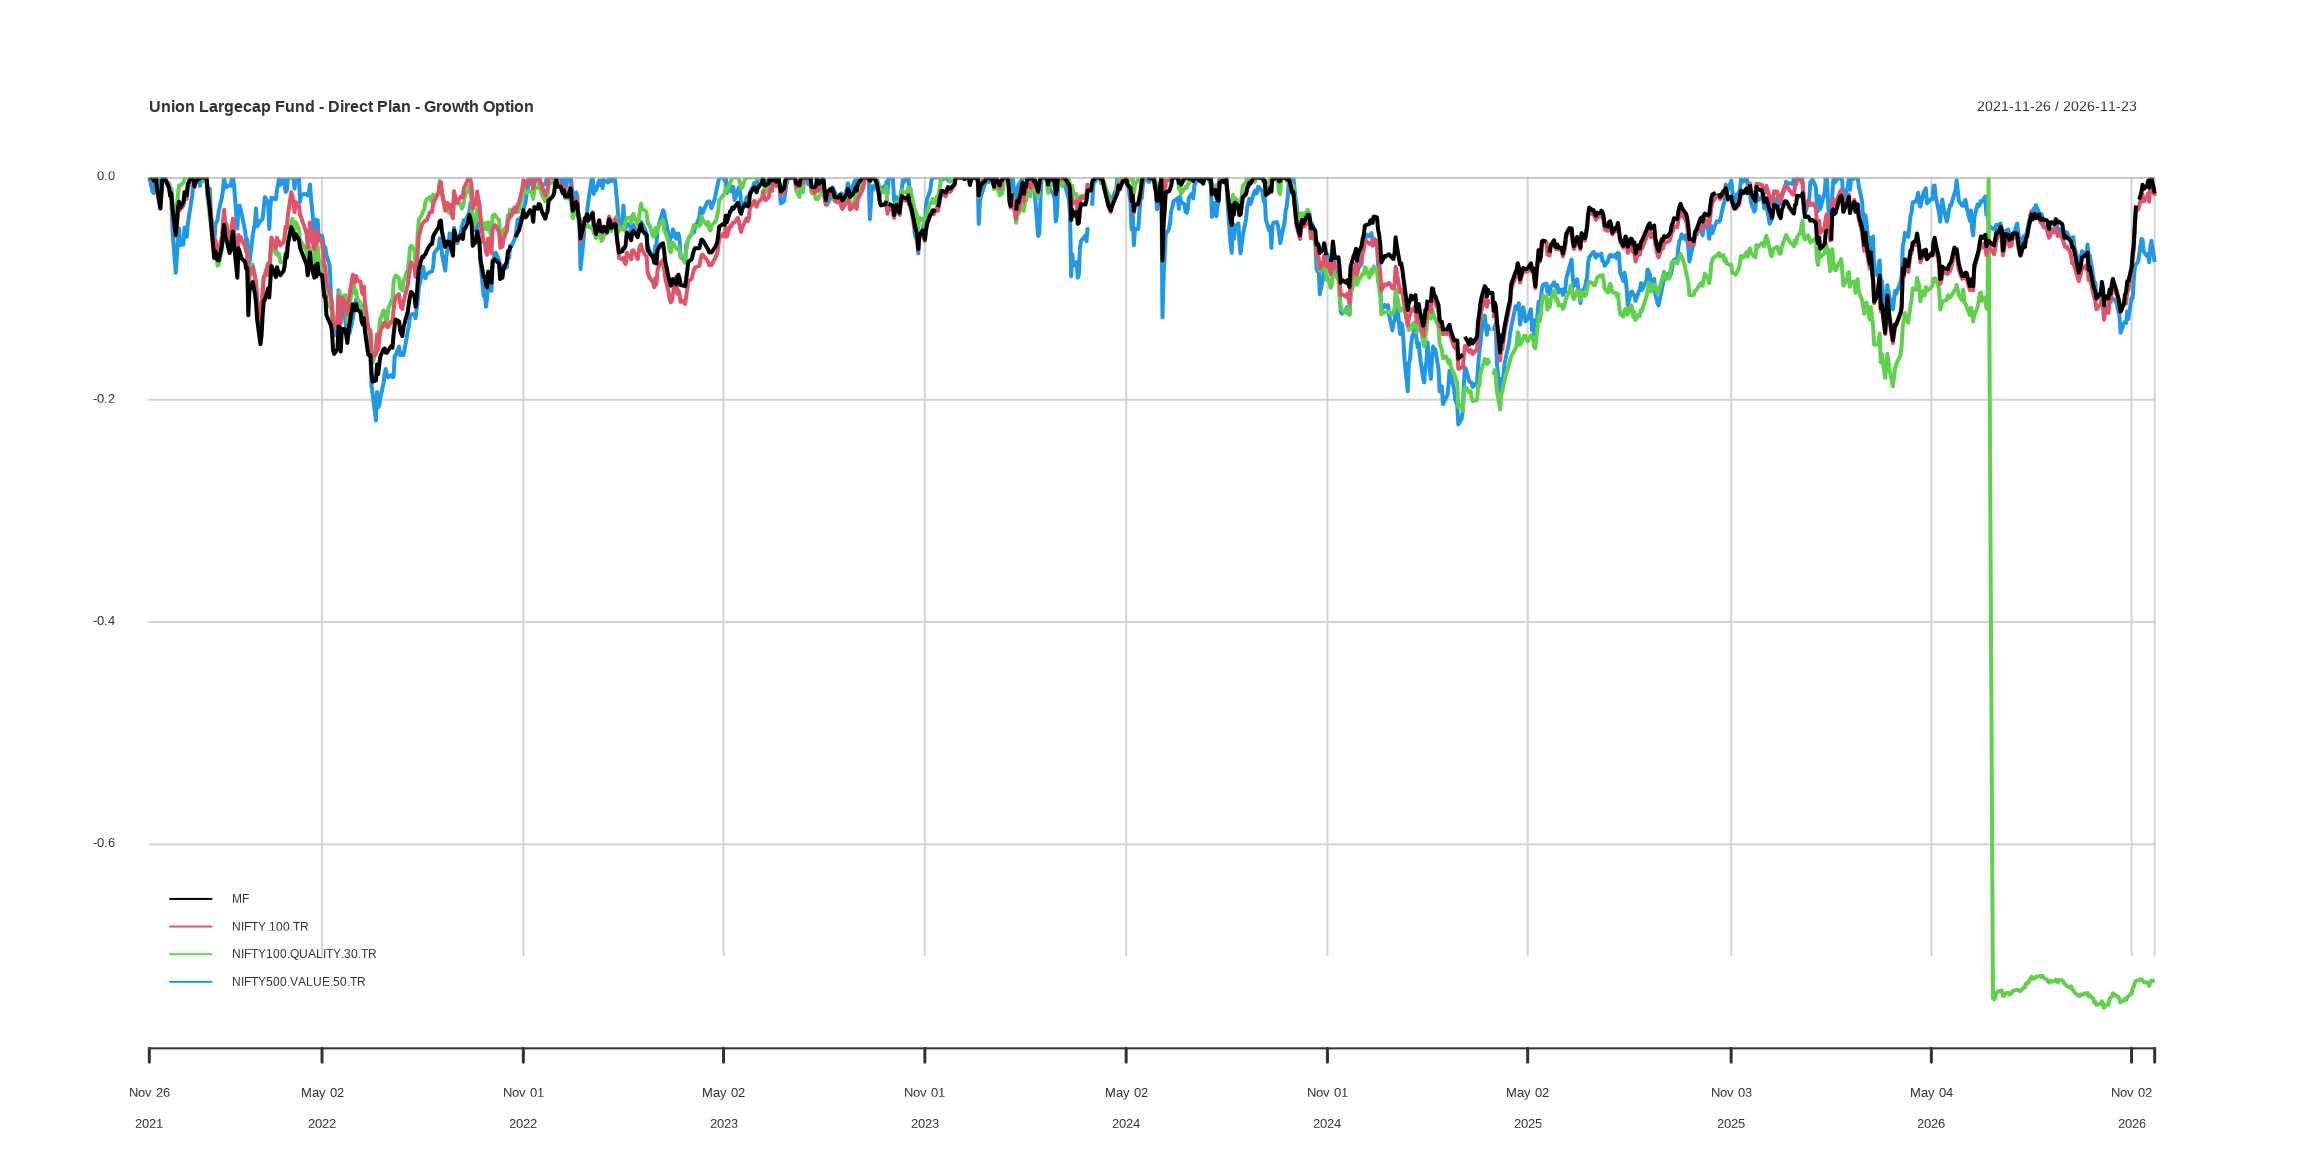 Union Largecap Fund - Direct Plan - Growth Option
2021-11-26 / 2026-11-23
0.0
-0.2
-0.4
-0.6
MF
NIFTY.100.TR
NIFTY100.QUALITY.30.TR
NIFTY500.VALUE.50.TR
Nov 26 May 02 Nov 01 May 02 Nov 01 May 02 Nov 01 May 02 Nov 03 May 04 Nov 02
2021 2022 2022 2023 2023 2024 2024 2025 2025 2026 2026